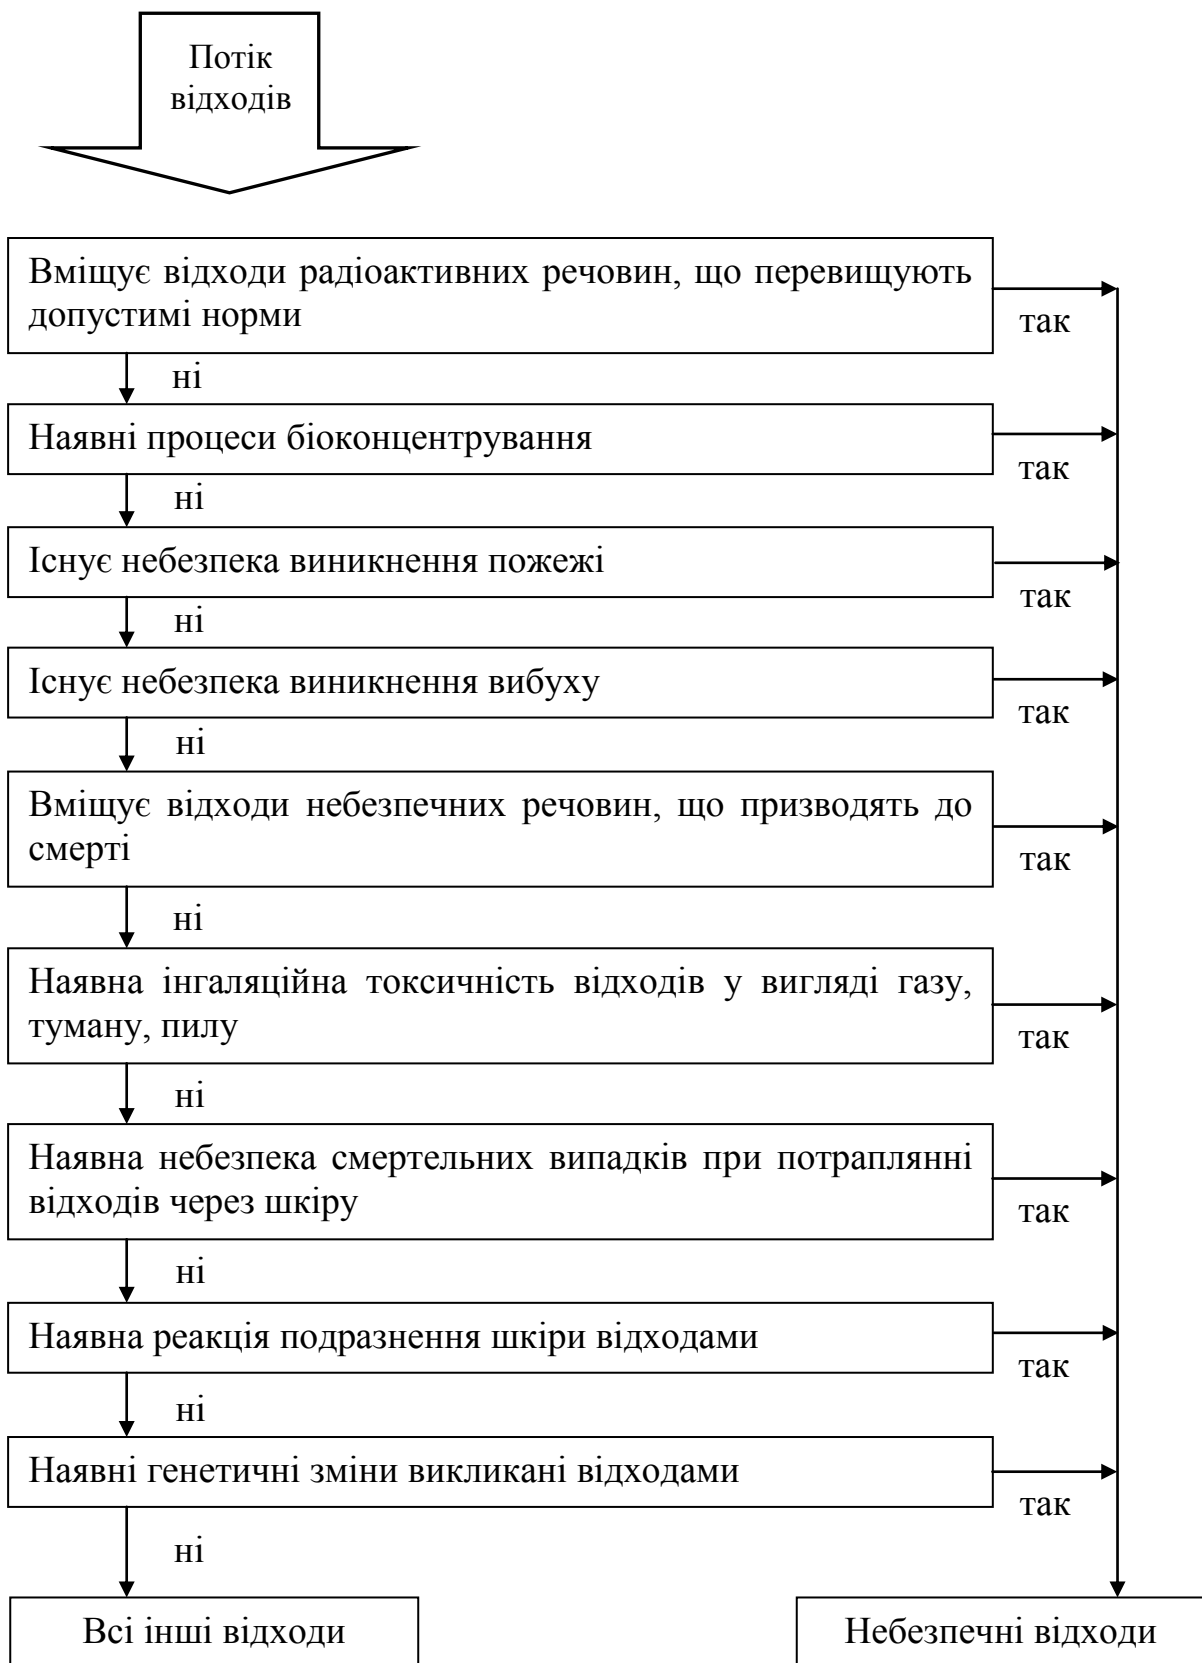 Потік
відходів
Вміщує відходи радіоактивних речовин, що перевищують
допустимі норми
так
ні
Наявні процеси біоконцентрування
так
ні
Існує небезпека виникнення пожежі
так
ні
Існує небезпека виникнення вибуху
так
ні
Вміщує відходи небезпечних речовин, що призводять до
смерті
так
ні
Наявна інгаляційна токсичність відходів у вигляді газу,
туману, пилу
так
ні
Наявна небезпека смертельних випадків при потраплянні
відходів через шкіру
так
ні
Наявна реакція подразнення шкіри відходами
так
ні
Наявні генетичні зміни викликані відходами
так
ні
Всі інші відходи
Небезпечні відходи